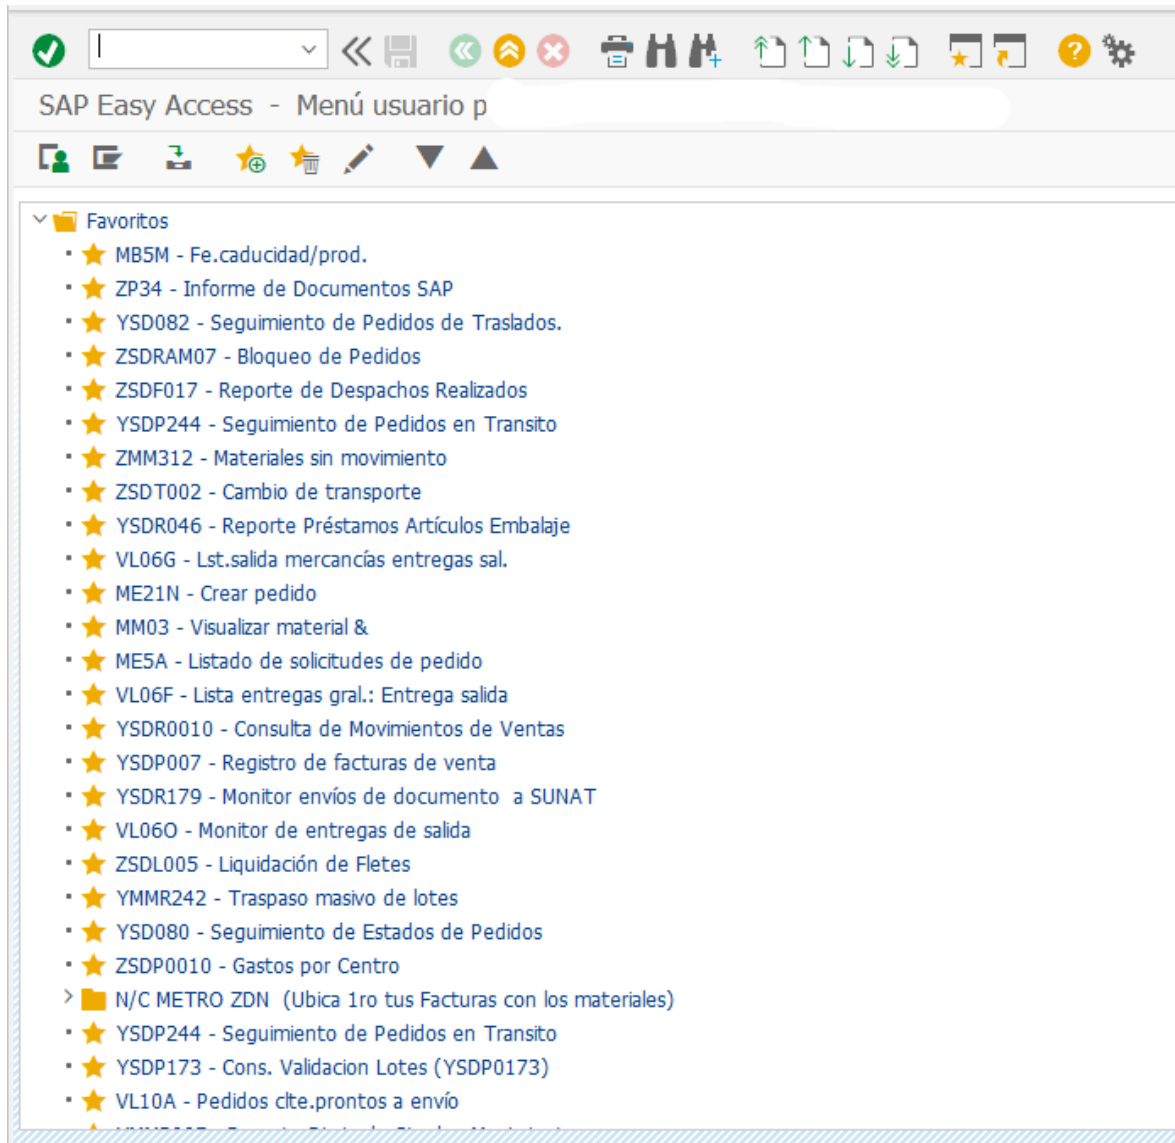 SAP Easy Access - Menú usuario p
Favoritos
MB5M - Fe.caducidad/prod.
ZP34 - Informe de Documentos SAP
YSD082 - Seguimiento de Pedidos de Traslados.
ZSDRAM07 - Bloqueo de Pedidos
ZSDF017 - Reporte de Despachos Realizados
YSDP244 - Seguimiento de Pedidos en Transito
ZMM312 - Materiales sin movimiento
ZSDT002 - Cambio de transporte
YSDR046 - Reporte Préstamos Artículos Embalaje
VL06G - Lst.salida mercancías entregas sal.
ME21N - Crear pedido
MM03 - Visualizar material &
ME5A - Listado de solicitudes de pedido
VL06F - Lista entregas gral.: Entrega salida
YSDR0010 - Consulta de Movimientos de Ventas
YSDP007 - Registro de facturas de venta
YSDR179 - Monitor envíos de documento  a SUNAT
VL06O - Monitor de entregas de salida
ZSDL005 - Liquidación de Fletes
YMMR242 - Traspaso masivo de lotes
YSD080 - Seguimiento de Estados de Pedidos
ZSDP0010 - Gastos por Centro
N/C METRO ZDN  (Ubica 1ro tus Facturas con los materiales)
YSDP244 - Seguimiento de Pedidos en Transito
YSDP173 - Cons. Validacion Lotes (YSDP0173)
VL10A - Pedidos clte.prontos a envío